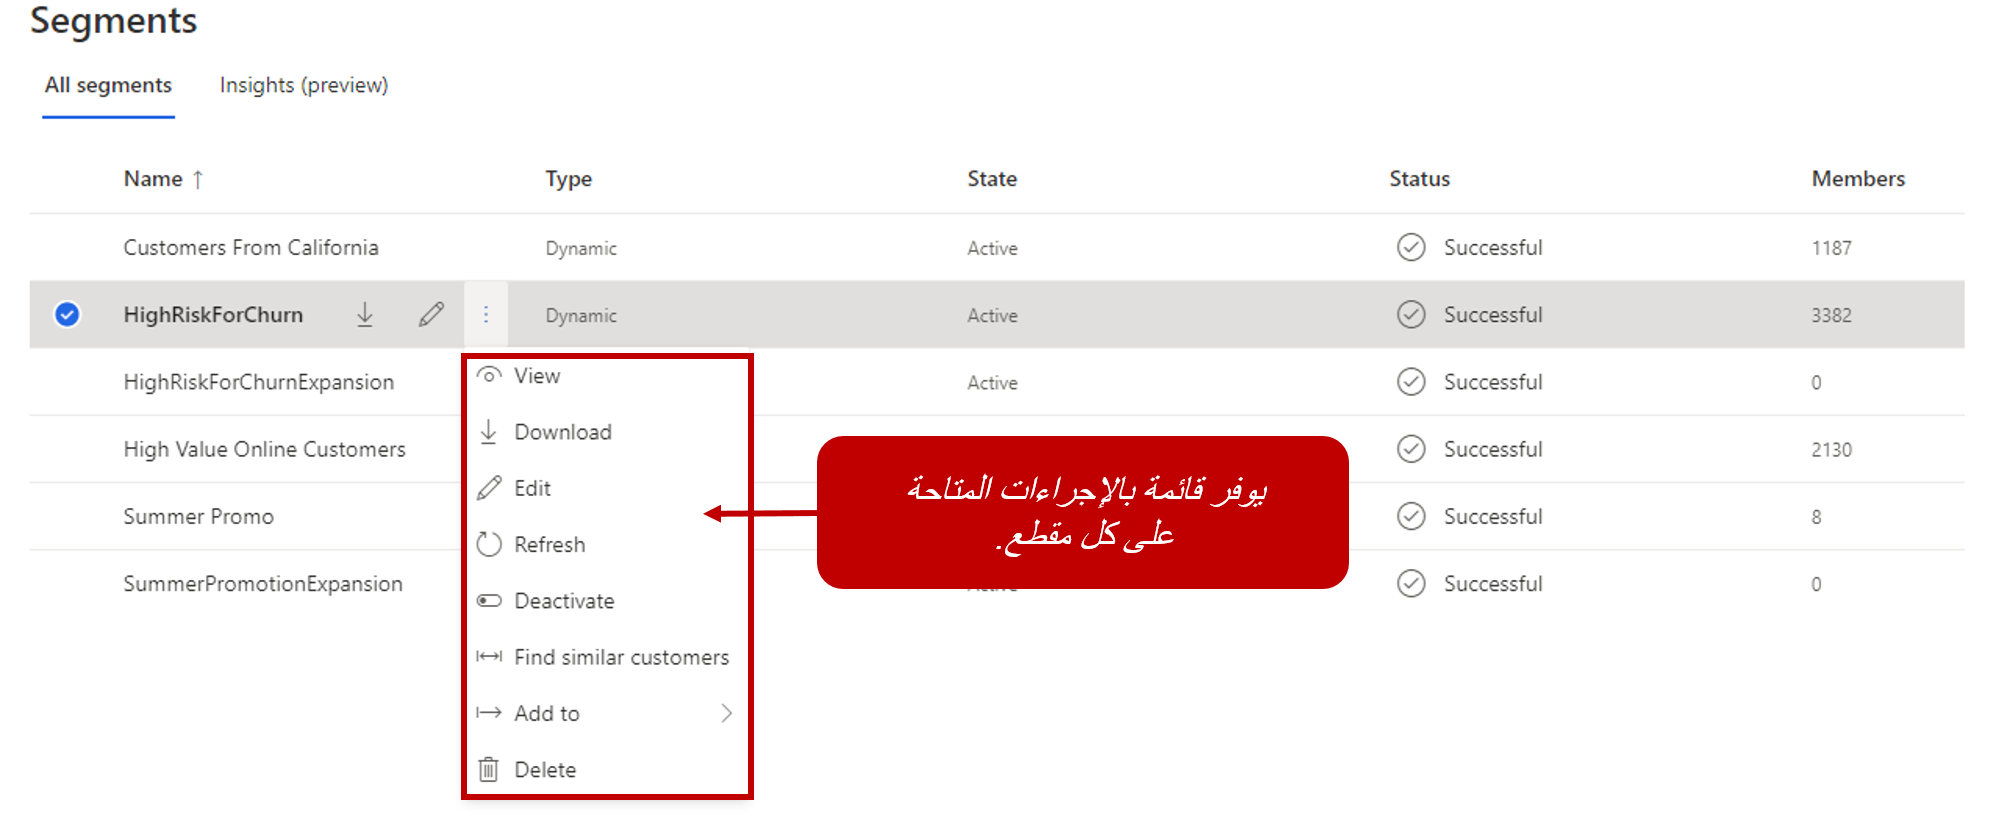 Segments
All segments Insights (preview)
Name ↑ Type State Status Members
Customers From California Dynamic Active Successful 1187
HighRiskForChurn Dynamic Active Successful 3382
HighRiskForChurnExpansion Active Successful 0
High Value Online Customers Successful 2130
Summer Promo Successful 8
SummerPromotionExpansion Successful 0
View
Download
Edit
Refresh
Deactivate
Find similar customers
Add to
Delete
يوفر قائمة بالإجراءات المتاحة
على كل مقطع.